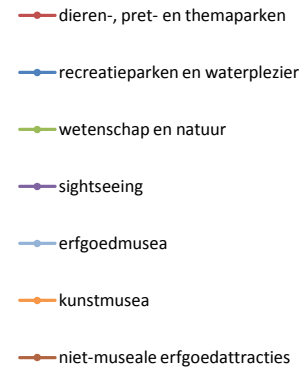 dieren-, pret- en themaparken
recreatieparken en waterplezier
wetenschap en natuur
sightseeing
erfgoedmusea
kunstmusea
niet-museale erfgoedattracties